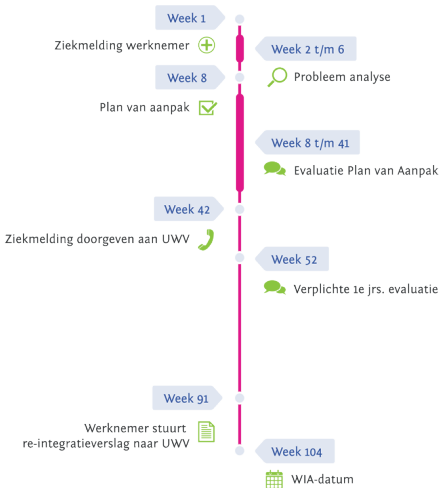 Week 1
Ziekmelding werknemer
Week 2 t/m 6
Probleem analyse
Week 8
Plan van aanpak
Week 8 t/m 41
Evaluatie Plan van Aanpak
Week 42
Ziekmelding doorgeven aan UWV
Week 52
Verplichte 1e jrs. evaluatie
Week 91
Werknemer stuurt
re-integratieverslag naar UWV
Week 104
WIA-datum